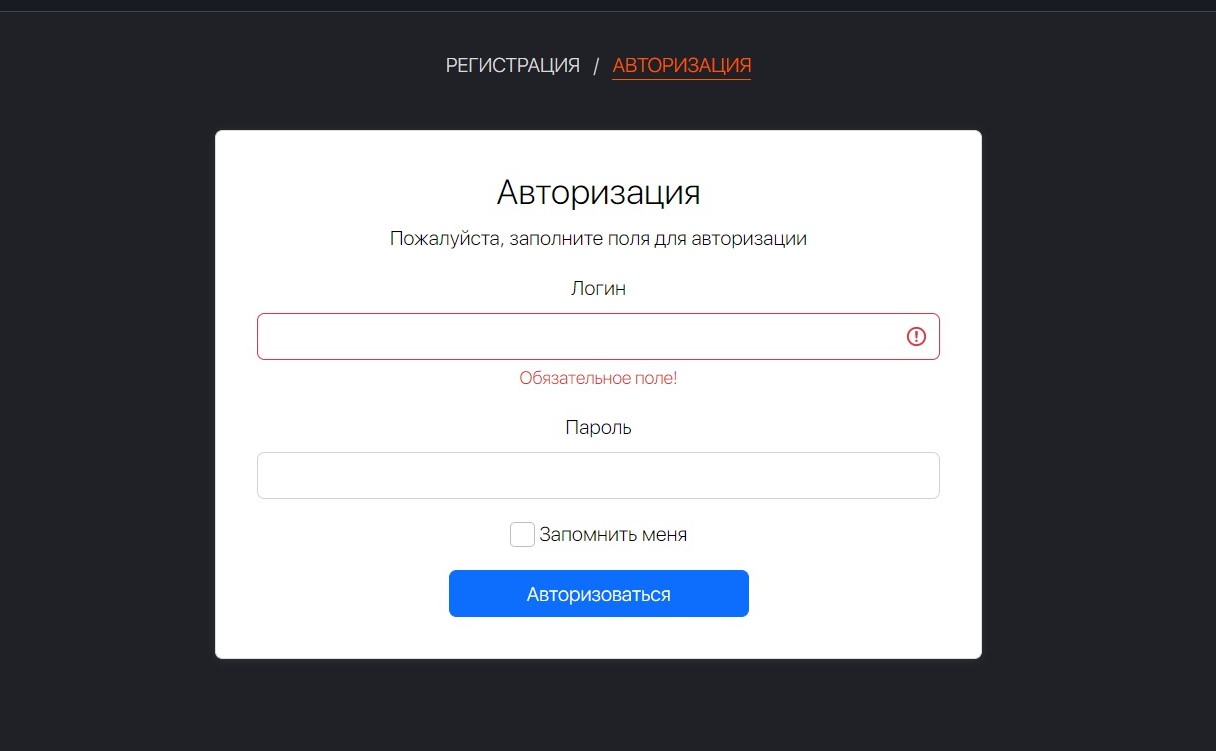 РЕГИСТРАЦИЯ / АВТОРИЗАЦИЯ
Авторизация
Пожалуйста, заполните поля для авторизации
Логин
Обязательное поле!
Пароль
Запомнить меня
Авторизоваться